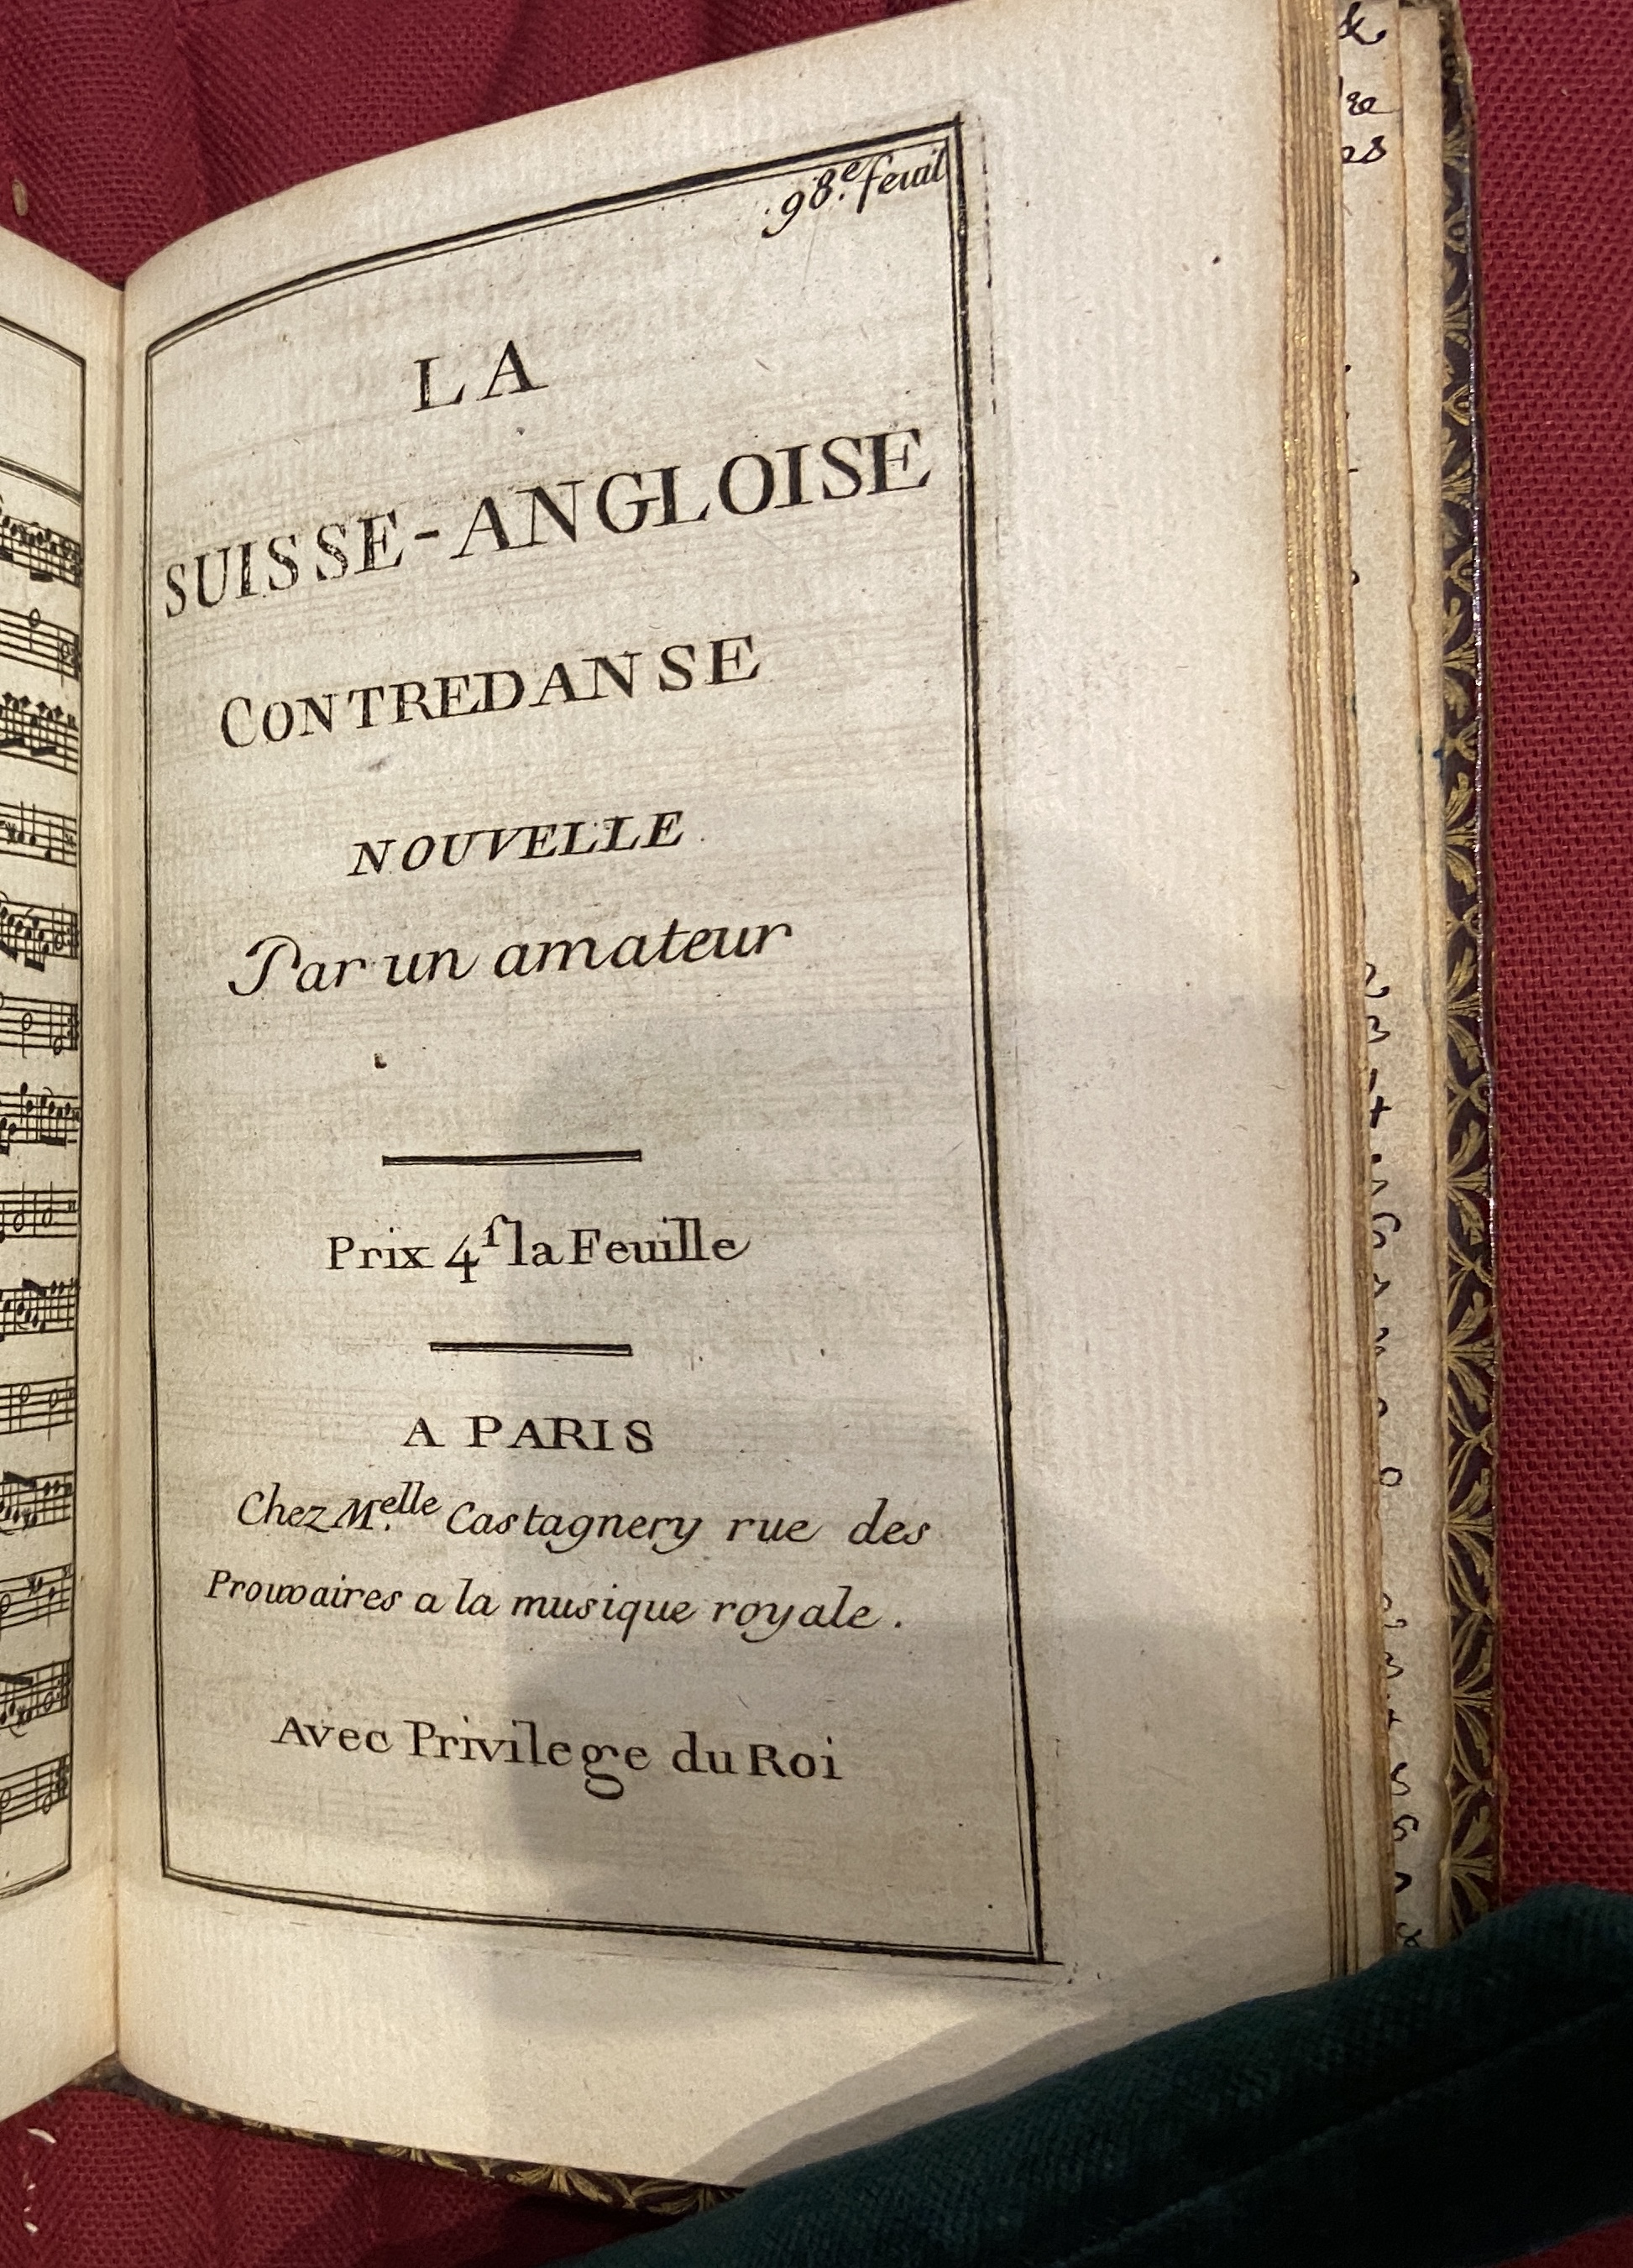 98.e feuil
LA
SUISSE-ANGLOISE
CONTREDANSE
NOUVELLE
Par un amateur
Prix 4ſ la Feuille
A PARIS
Chez M.elle Castagnery rue des
Prouvaires a la musique royale.
Avec Privilege du Roi